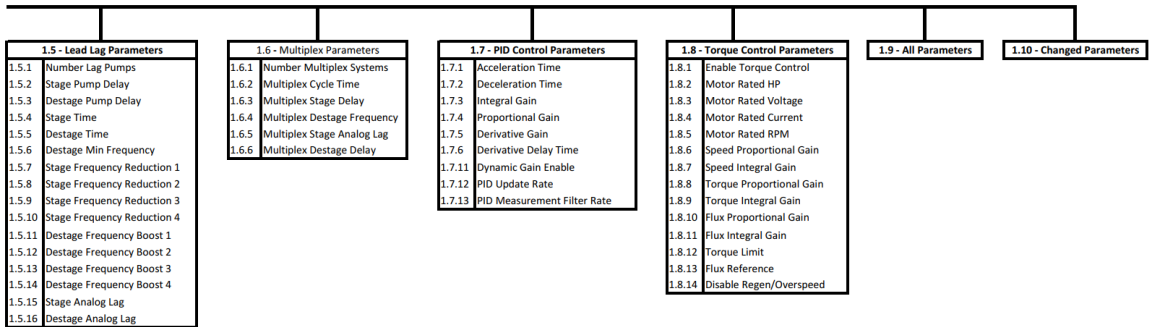 1.5 - Lead Lag Parameters
1.5.1 Number Lag Pumps
1.5.2 Stage Pump Delay
1.5.3 Destage Pump Delay
1.5.4 Stage Time
1.5.5 Destage Time
1.5.6 Destage Min Frequency
1.5.7 Stage Frequency Reduction 1
1.5.8 Stage Frequency Reduction 2
1.5.9 Stage Frequency Reduction 3
1.5.10 Stage Frequency Reduction 4
1.5.11 Destage Frequency Boost 1
1.5.12 Destage Frequency Boost 2
1.5.13 Destage Frequency Boost 3
1.5.14 Destage Frequency Boost 4
1.5.15 Stage Analog Lag
1.5.16 Destage Analog Lag
1.6 - Multiplex Parameters
1.6.1 Number Multiplex Systems
1.6.2 Multiplex Cycle Time
1.6.3 Multiplex Stage Delay
1.6.4 Multiplex Destage Frequency
1.6.5 Multiplex Stage Analog Lag
1.6.6 Multiplex Destage Delay
1.7 - PID Control Parameters
1.7.1 Acceleration Time
1.7.2 Deceleration Time
1.7.3 Integral Gain
1.7.4 Proportional Gain
1.7.5 Derivative Gain
1.7.6 Derivative Delay Time
1.7.11 Dynamic Gain Enable
1.7.12 PID Update Rate
1.7.13 PID Measurement Filter Rate
1.8 - Torque Control Parameters
1.8.1 Enable Torque Control
1.8.2 Motor Rated HP
1.8.3 Motor Rated Voltage
1.8.4 Motor Rated Current
1.8.5 Motor Rated RPM
1.8.6 Speed Proportional Gain
1.8.7 Speed Integral Gain
1.8.8 Torque Proportional Gain
1.8.9 Torque Integral Gain
1.8.10 Flux Proportional Gain
1.8.11 Flux Integral Gain
1.8.12 Torque Limit
1.8.13 Flux Reference
1.8.14 Disable Regen/Overspeed
1.9 - All Parameters
1.10 - Changed Parameters